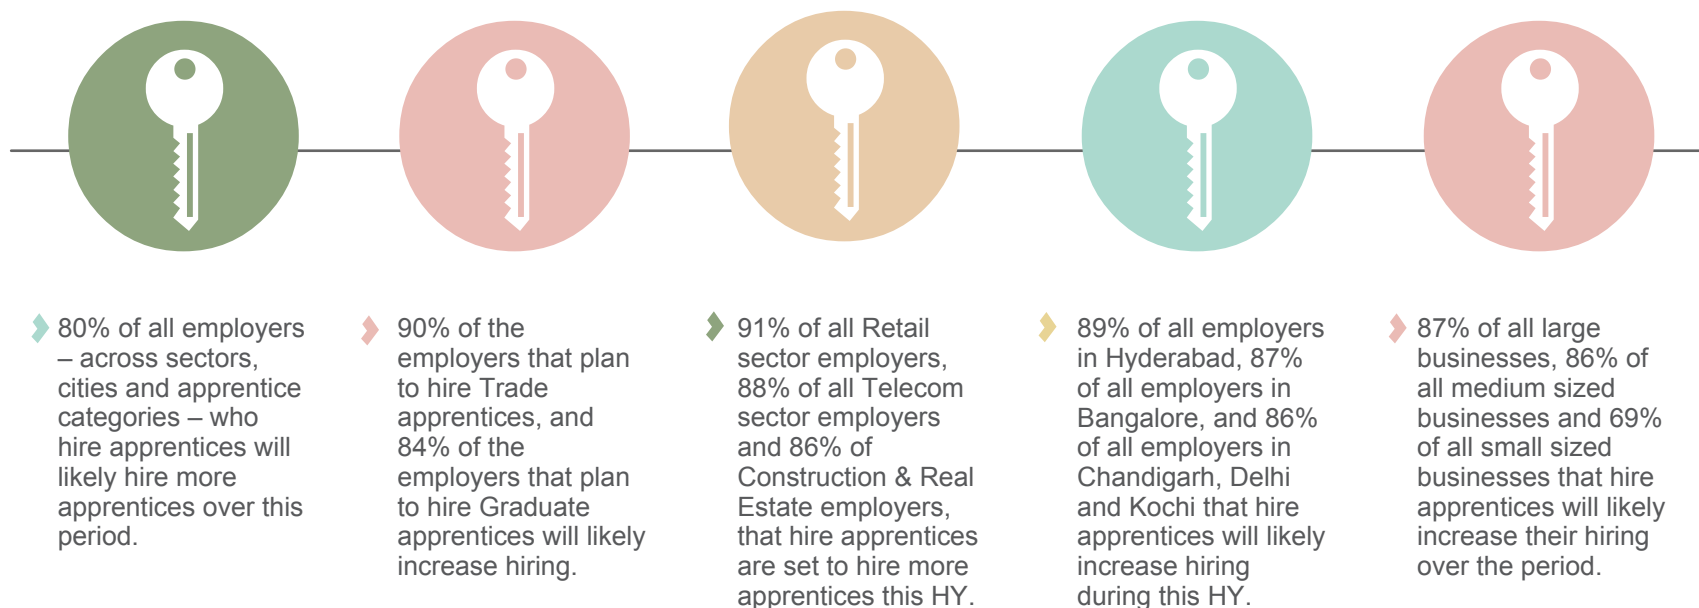 80% of all employers
– across sectors,
cities and apprentice
categories – who
hire apprentices will
likely hire more
apprentices over this
period.
90% of the
employers that plan
to hire Trade
apprentices, and
84% of the
employers that plan
to hire Graduate
apprentices will likely
increase hiring.
91% of all Retail
sector employers,
88% of all Telecom
sector employers
and 86% of
Construction & Real
Estate employers,
that hire apprentices
are set to hire more
apprentices this HY.
89% of all employers
in Hyderabad, 87%
of all employers in
Bangalore, and 86%
of all employers in
Chandigarh, Delhi
and Kochi that hire
apprentices will likely
increase hiring
during this HY.
87% of all large
businesses, 86% of
all medium sized
businesses and 69%
of all small sized
businesses that hire
apprentices will likely
increase their hiring
over the period.